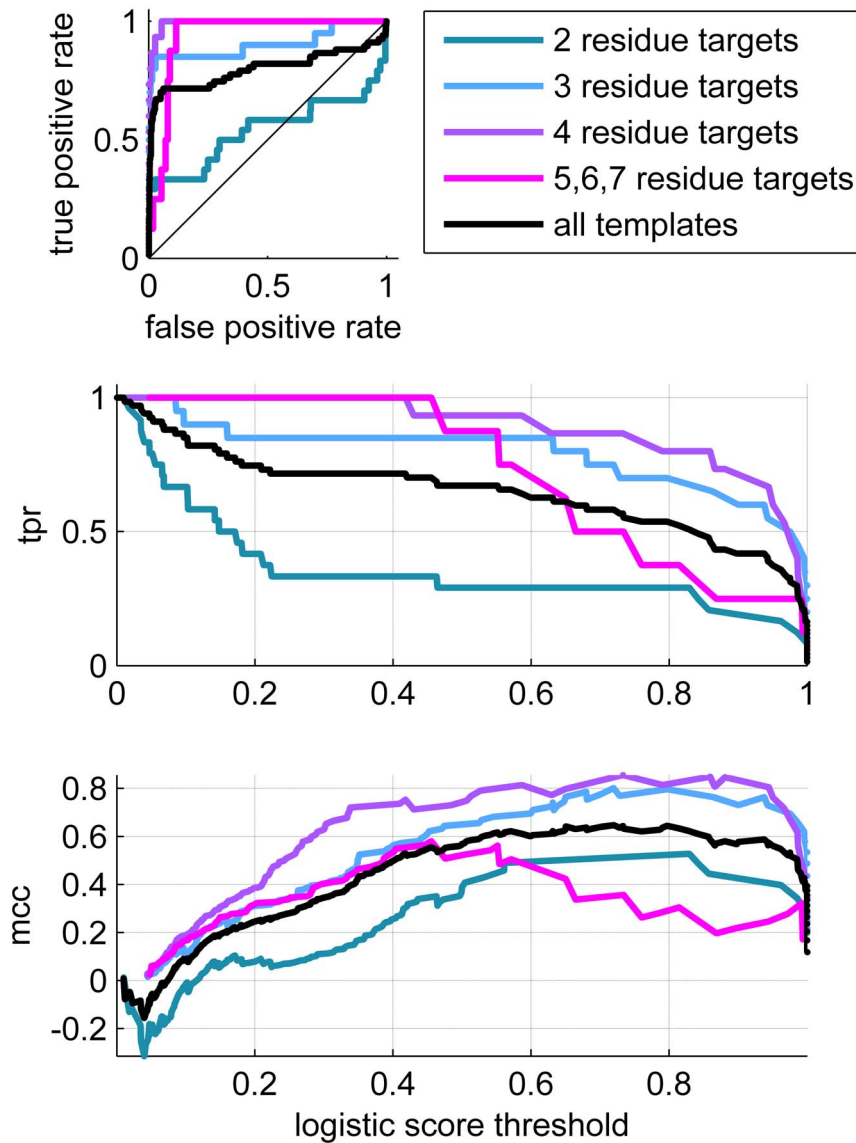 1
0.5
0
0 0.5 1
true positive rate
false positive rate
2 residue targets
3 residue targets
4 residue targets
5,6,7 residue targets
all templates
1
0.5
0
tpr
0 0.2 0.4 0.6 0.8 1
0.8
0.6
0.4
0.2
0
-0.2
mcc
0.2 0.4 0.6 0.8
logistic score threshold